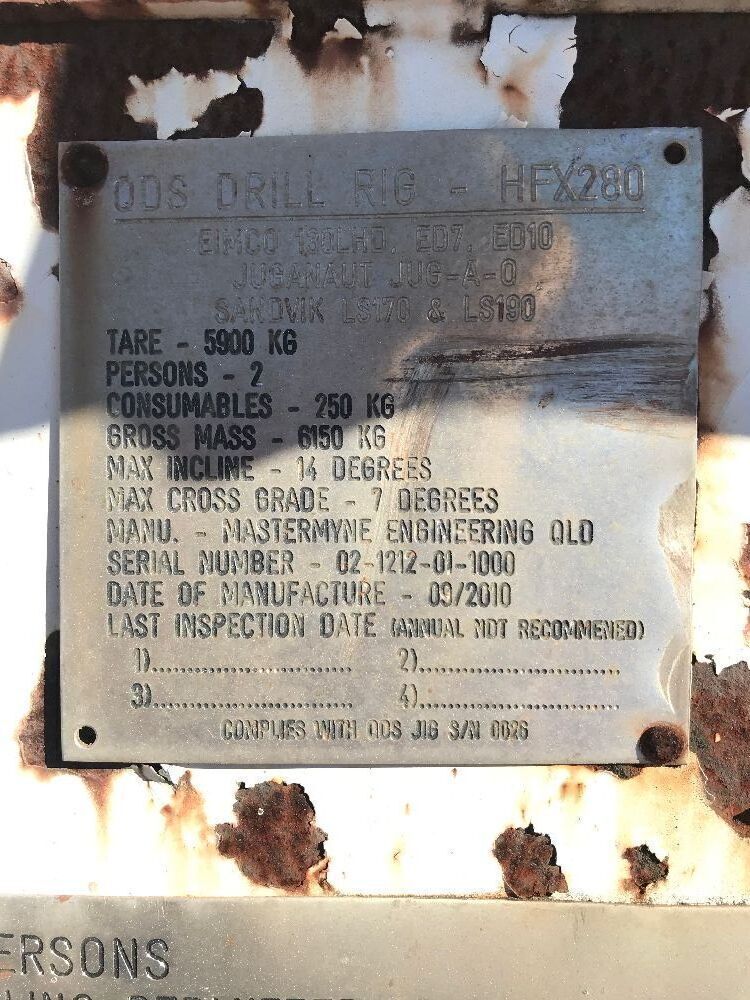 QDS DRILL RIG - HFX280
EIMCO 130LHD, ED7, ED10
JUGANAUT JUG-A-O
SANDVIK LS170 & LS190
TARE - 5900 KG
PERSONS - 2
CONSUMABLES - 250 KG
GROSS MASS - 6150 KG
MAX INCLINE - 14 DEGREES
MAX CROSS GRADE - 7 DEGREES
MANU. - MASTERMYNE ENGINEERING QLD
SERIAL NUMBER - 02-1212-01-1000
DATE OF MANUFACTURE - 09/2010
LAST INSPECTION DATE (ANNUAL NOT RECOMMENED)
1).............................. 2)..............................
3).............................. 4)..............................
COMPLIES WITH QDS JIG S/N 0026
ERSONS